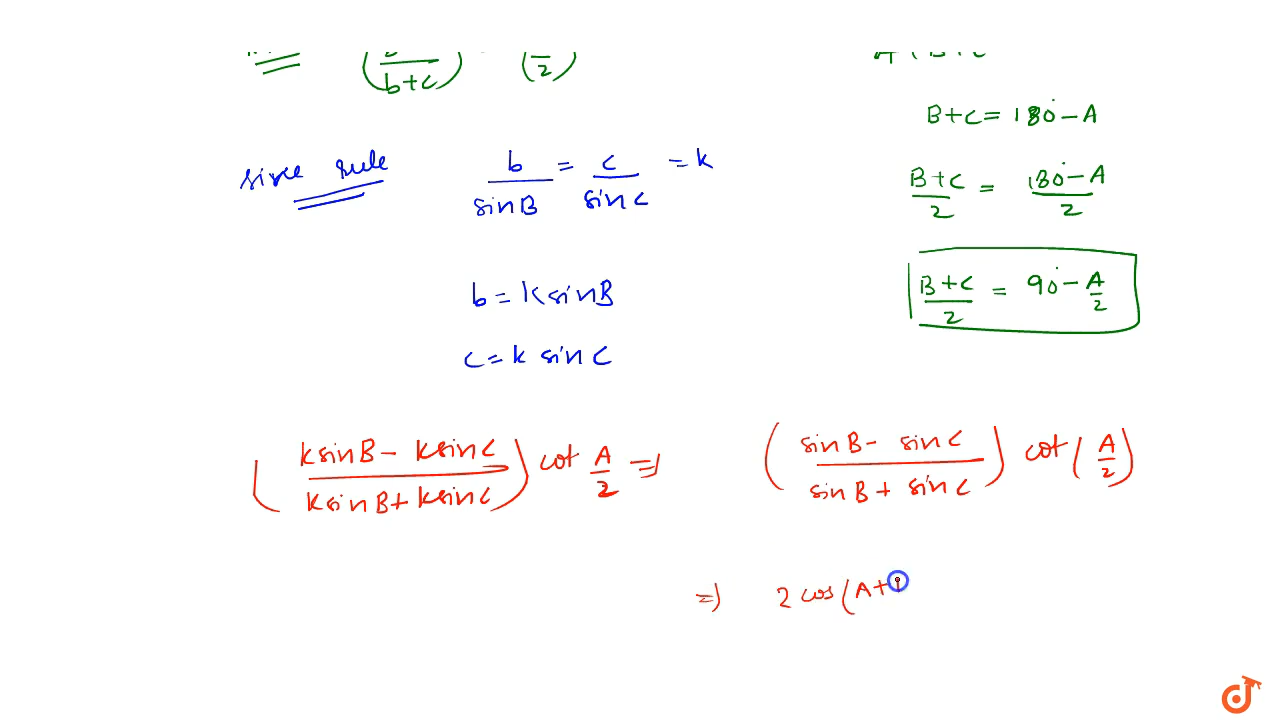 b+c
2
A+B+C
B+C = 180° - A
sine rule
b/sinB = c/sinC = k
(B+C)/2 = (180° - A)/2
b = k sinB
(B+C)/2 = 90° - A/2
c = k sin C
((k sinB - k sinC)/(k sinB + k sinC)) cot A/2 ⇒ ((sinB - sinC)/(sinB + sinC)) cot(A/2)
⇒ 2 cos(A+